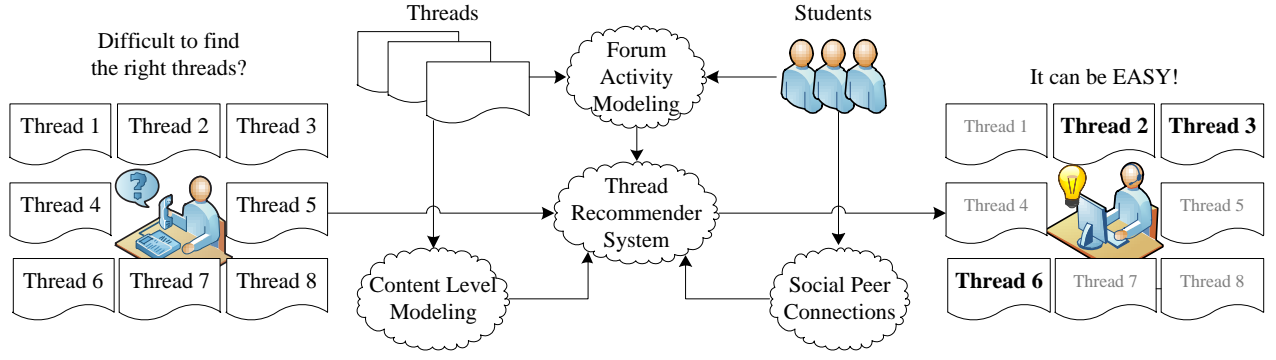 Difficult to find
the right threads?
Thread 1
Thread 2
Thread 3
Thread 4
?
Thread 5
Thread 6
Thread 7
Thread 8
Threads
Students
Forum
Activity
Modeling
Thread
Recommender
System
Content Level
Modeling
Social Peer
Connections
It can be EASY!
Thread 1
Thread 2
Thread 3
Thread 4
Thread 5
Thread 6
Thread 7
Thread 8